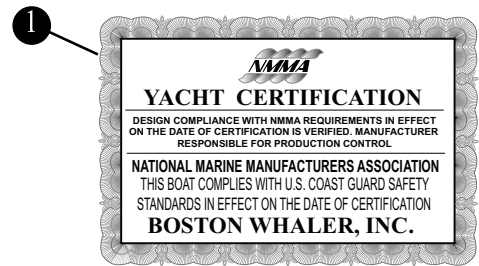 1
NMMA
YACHT CERTIFICATION
DESIGN COMPLIANCE WITH NMMA REQUIREMENTS IN EFFECT
ON THE DATE OF CERTIFICATION IS VERIFIED. MANUFACTURER
RESPONSIBLE FOR PRODUCTION CONTROL
NATIONAL MARINE MANUFACTURERS ASSOCIATION
THIS BOAT COMPLIES WITH U.S. COAST GUARD SAFETY
STANDARDS IN EFFECT ON THE DATE OF CERTIFICATION
BOSTON WHALER, INC.